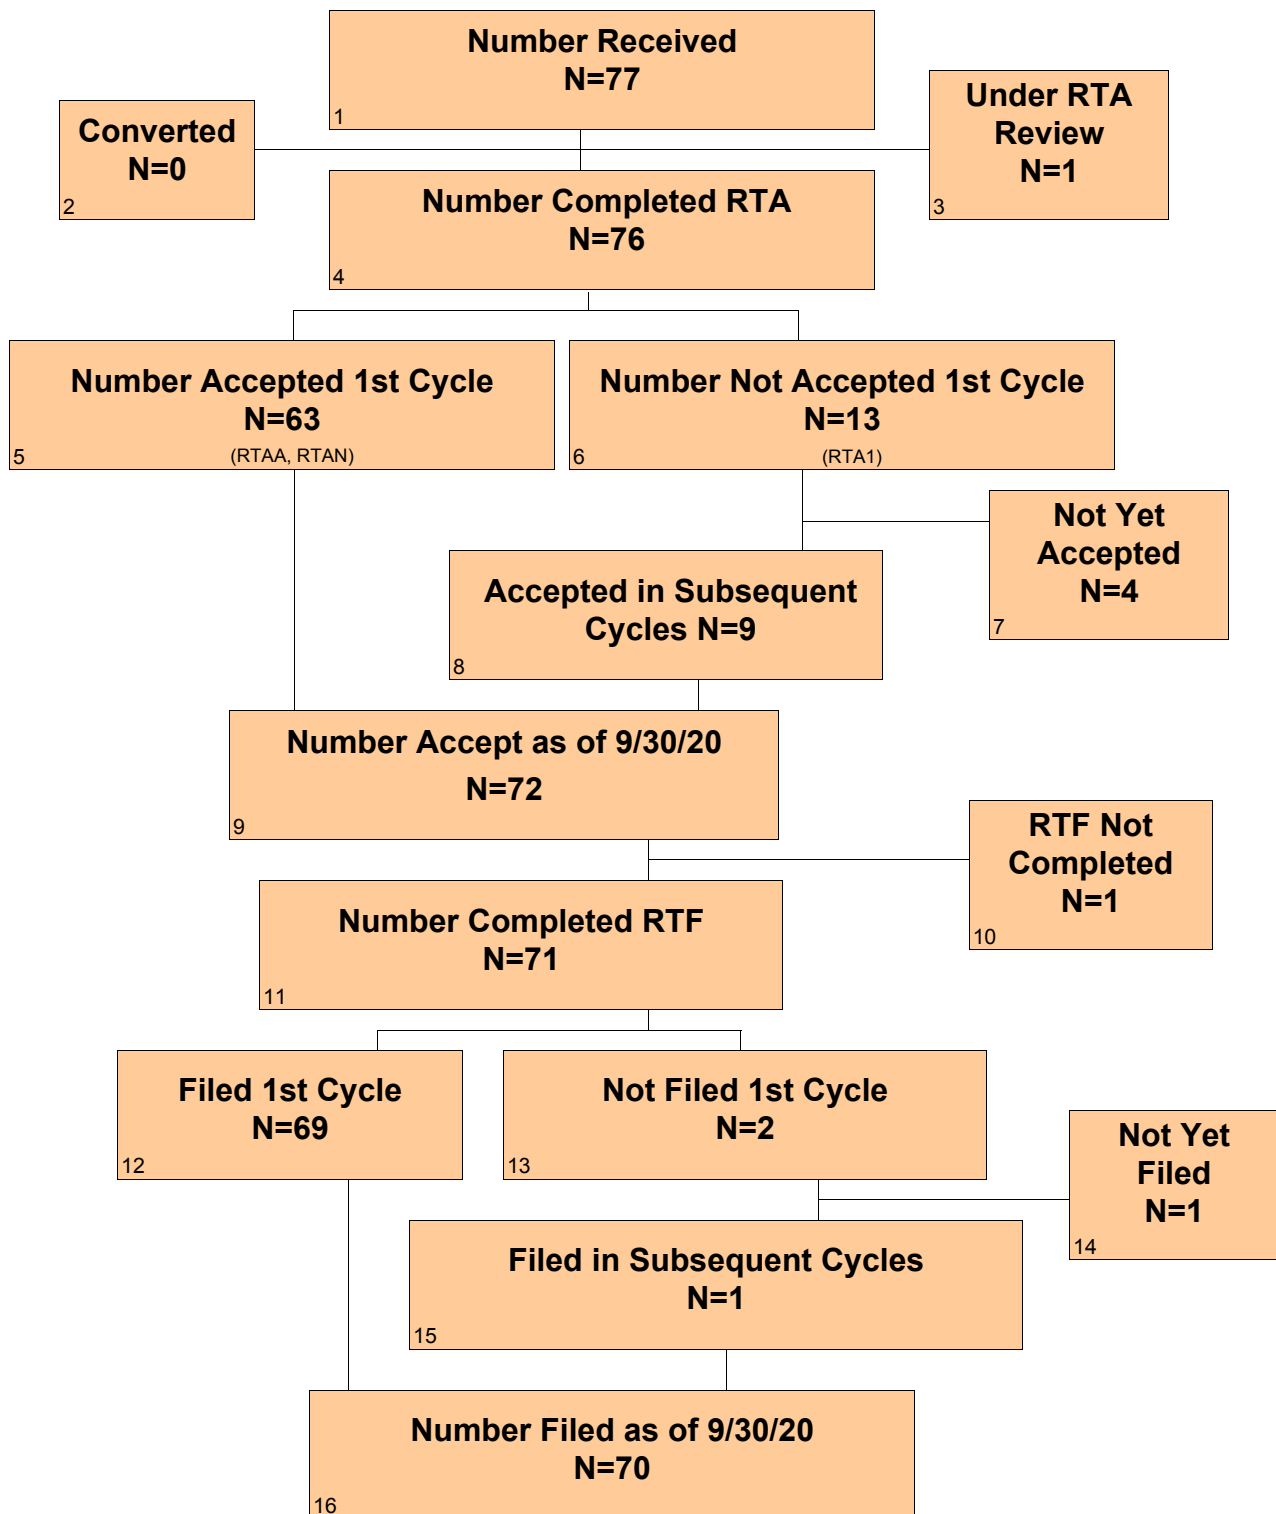 Number Received
N=77
1
Converted
N=0
2
Under RTA
Review
N=1
3
Number Completed RTA
N=76
4
Number Accepted 1st Cycle
N=63
(RTAA, RTAN)
5
Number Not Accepted 1st Cycle
N=13
(RTA1)
6
Not Yet
Accepted
N=4
7
Accepted in Subsequent
Cycles N=9
8
Number Accept as of 9/30/20
N=72
9
RTF Not
Completed
N=1
10
Number Completed RTF
N=71
11
Filed 1st Cycle
N=69
12
Not Filed 1st Cycle
N=2
13
Not Yet
Filed
N=1
14
Filed in Subsequent Cycles
N=1
15
Number Filed as of 9/30/20
N=70
16